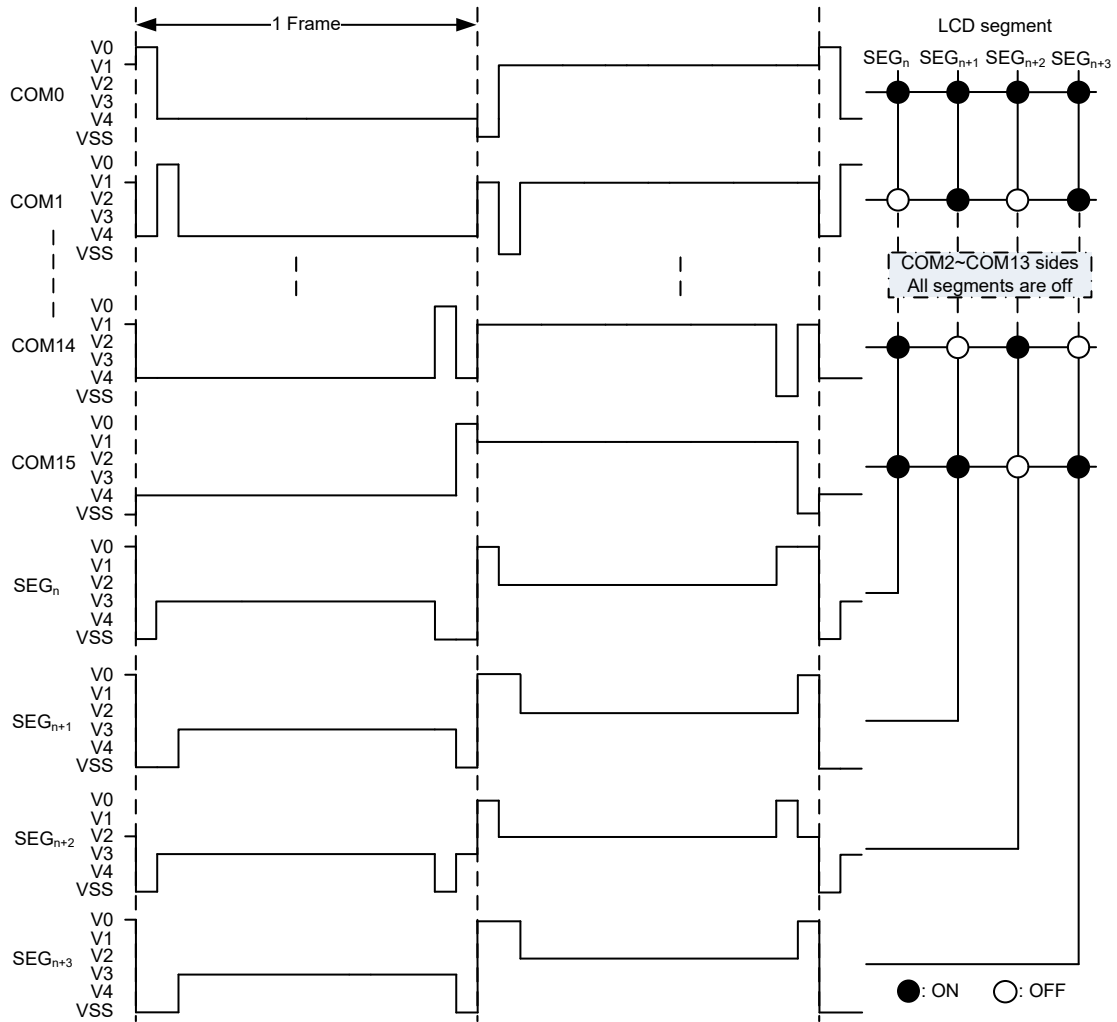 1 Frame
LCD segment
SEGn SEGn+1 SEGn+2 SEGn+3
COM0
V0
V1
V2
V3
V4
VSS
COM1
V0
V1
V2
V3
V4
VSS
COM2~COM13 sides
All segments are off
COM14
V0
V1
V2
V3
V4
VSS
COM15
V0
V1
V2
V3
V4
VSS
SEGn
V0
V1
V2
V3
V4
VSS
SEGn+1
V0
V1
V2
V3
V4
VSS
SEGn+2
V0
V1
V2
V3
V4
VSS
SEGn+3
V0
V1
V2
V3
V4
VSS
: ON : OFF